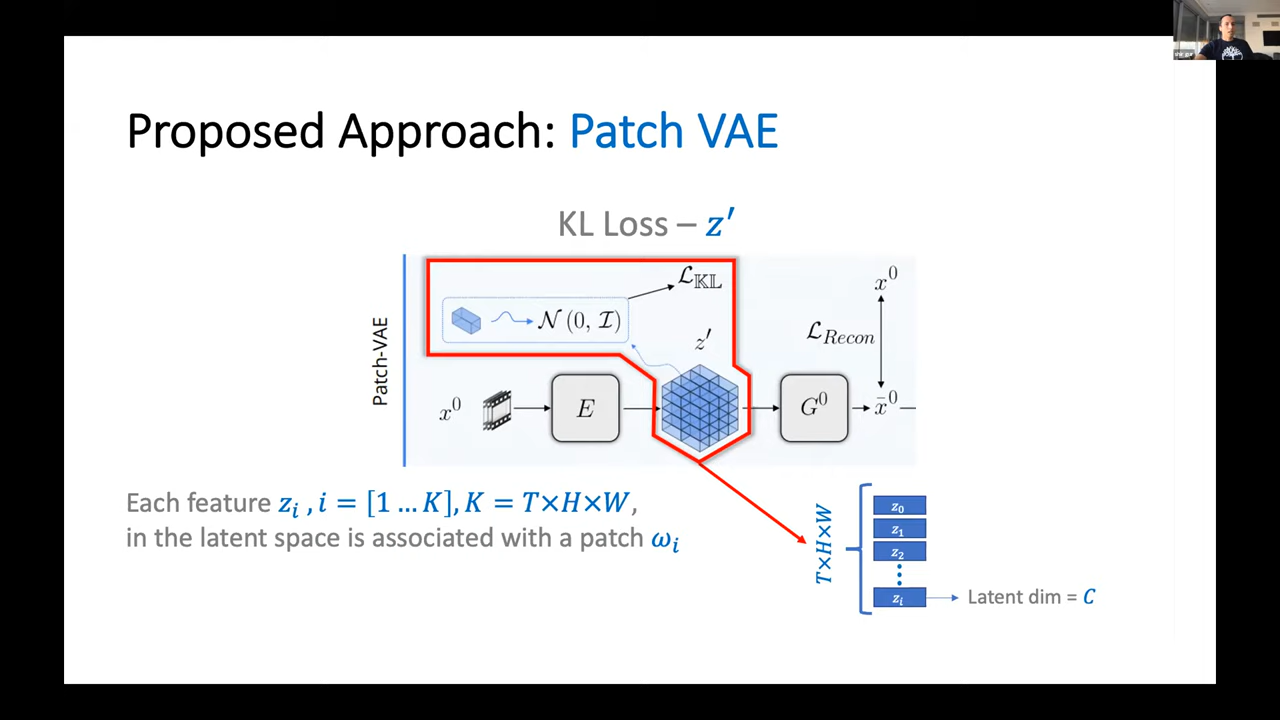 Proposed Approach: Patch VAE
KL Loss – z′
Patch-VAE
ℒ_𝕂𝕃
𝒩 (0, ℐ)
z′
x⁰
ℒ_Recon
x⁰
E
G⁰
x̄⁰
Each feature z_i , i = [1 … K], K = T×H×W,
in the latent space is associated with a patch ω_i
T×H×W
z₀
z₁
z₂
z_i
Latent dim = C